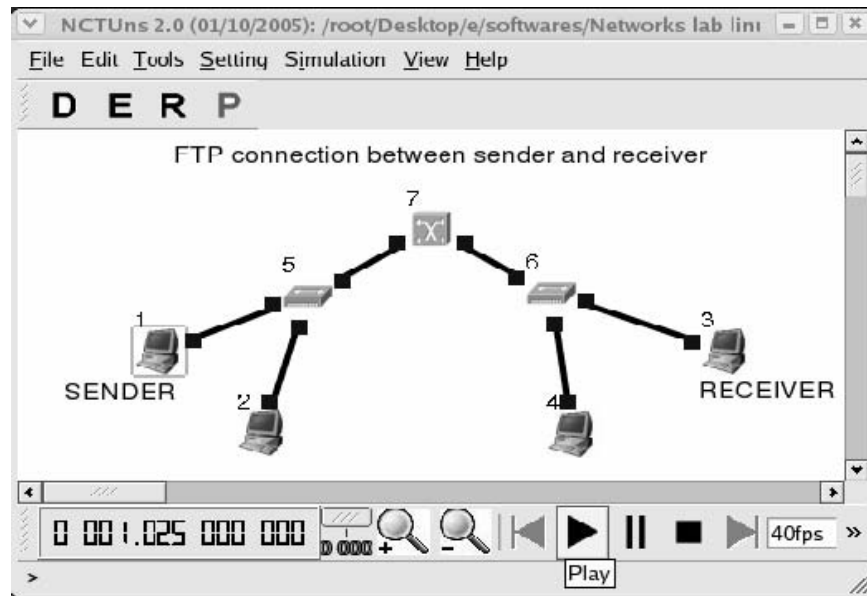 NCTUns 2.0 (01/10/2005): /root/Desktop/e/softwares/Networks lab
File Edit Tools Setting Simulation View Help
D E R P
FTP connection between sender and receiver
7
5
6
1
3
SENDER
RECEIVER
2
4
0 001.025 000 000
0 000
40fps »
Play
>